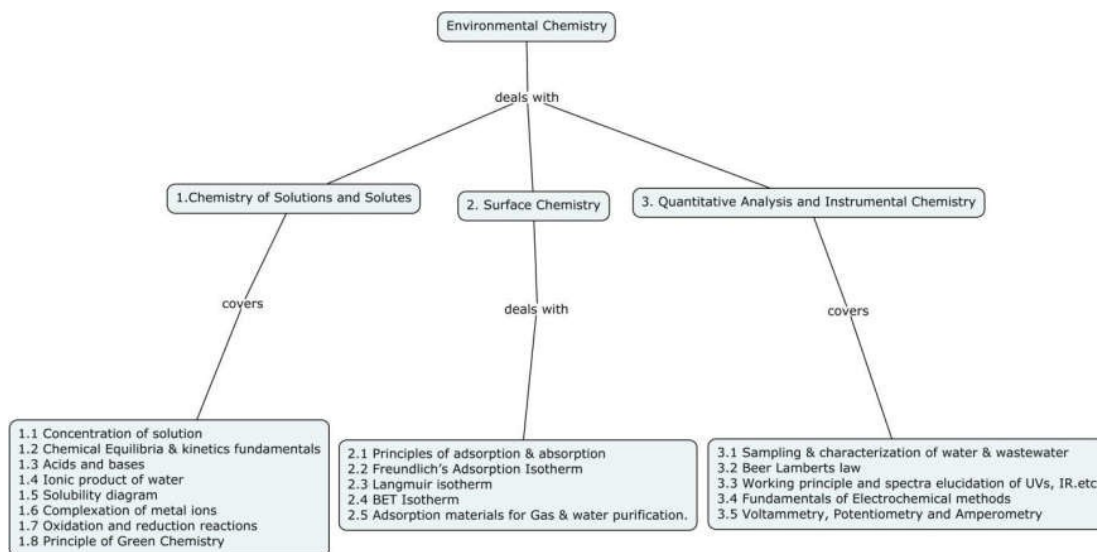 Environmental Chemistry
deals with
1.Chemistry of Solutions and Solutes
2. Surface Chemistry
3. Quantitative Analysis and Instrumental Chemistry
covers
deals with
covers
1.1 Concentration of solution
1.2 Chemical Equilibria & kinetics fundamentals
1.3 Acids and bases
1.4 Ionic product of water
1.5 Solubility diagram
1.6 Complexation of metal ions
1.7 Oxidation and reduction reactions
1.8 Principle of Green Chemistry
2.1 Principles of adsorption & absorption
2.2 Freundlich's Adsorption Isotherm
2.3 Langmuir isotherm
2.4 BET Isotherm
2.5 Adsorption materials for Gas & water purification.
3.1 Sampling & characterization of water & wastewater
3.2 Beer Lamberts law
3.3 Working principle and spectra elucidation of UVs, IR.etc
3.4 Fundamentals of Electrochemical methods
3.5 Voltammetry, Potentiometry and Amperometry